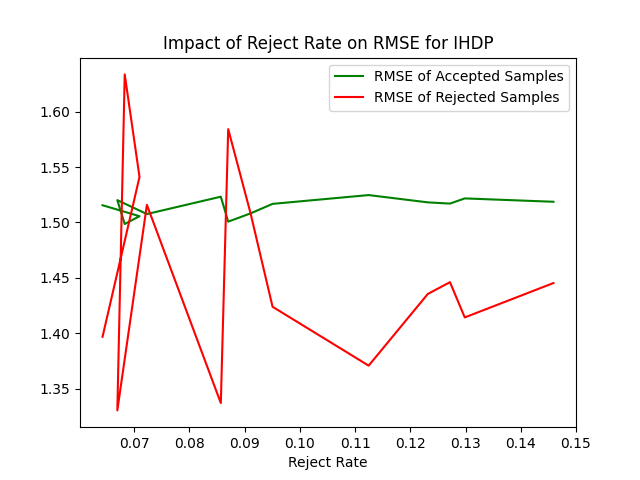 Impact of Reject Rate on RMSE for IHDP
RMSE of Accepted Samples
RMSE of Rejected Samples
1.60
1.55
1.50
1.45
1.40
1.35
0.07 0.08 0.09 0.10 0.11 0.12 0.13 0.14 0.15
Reject Rate